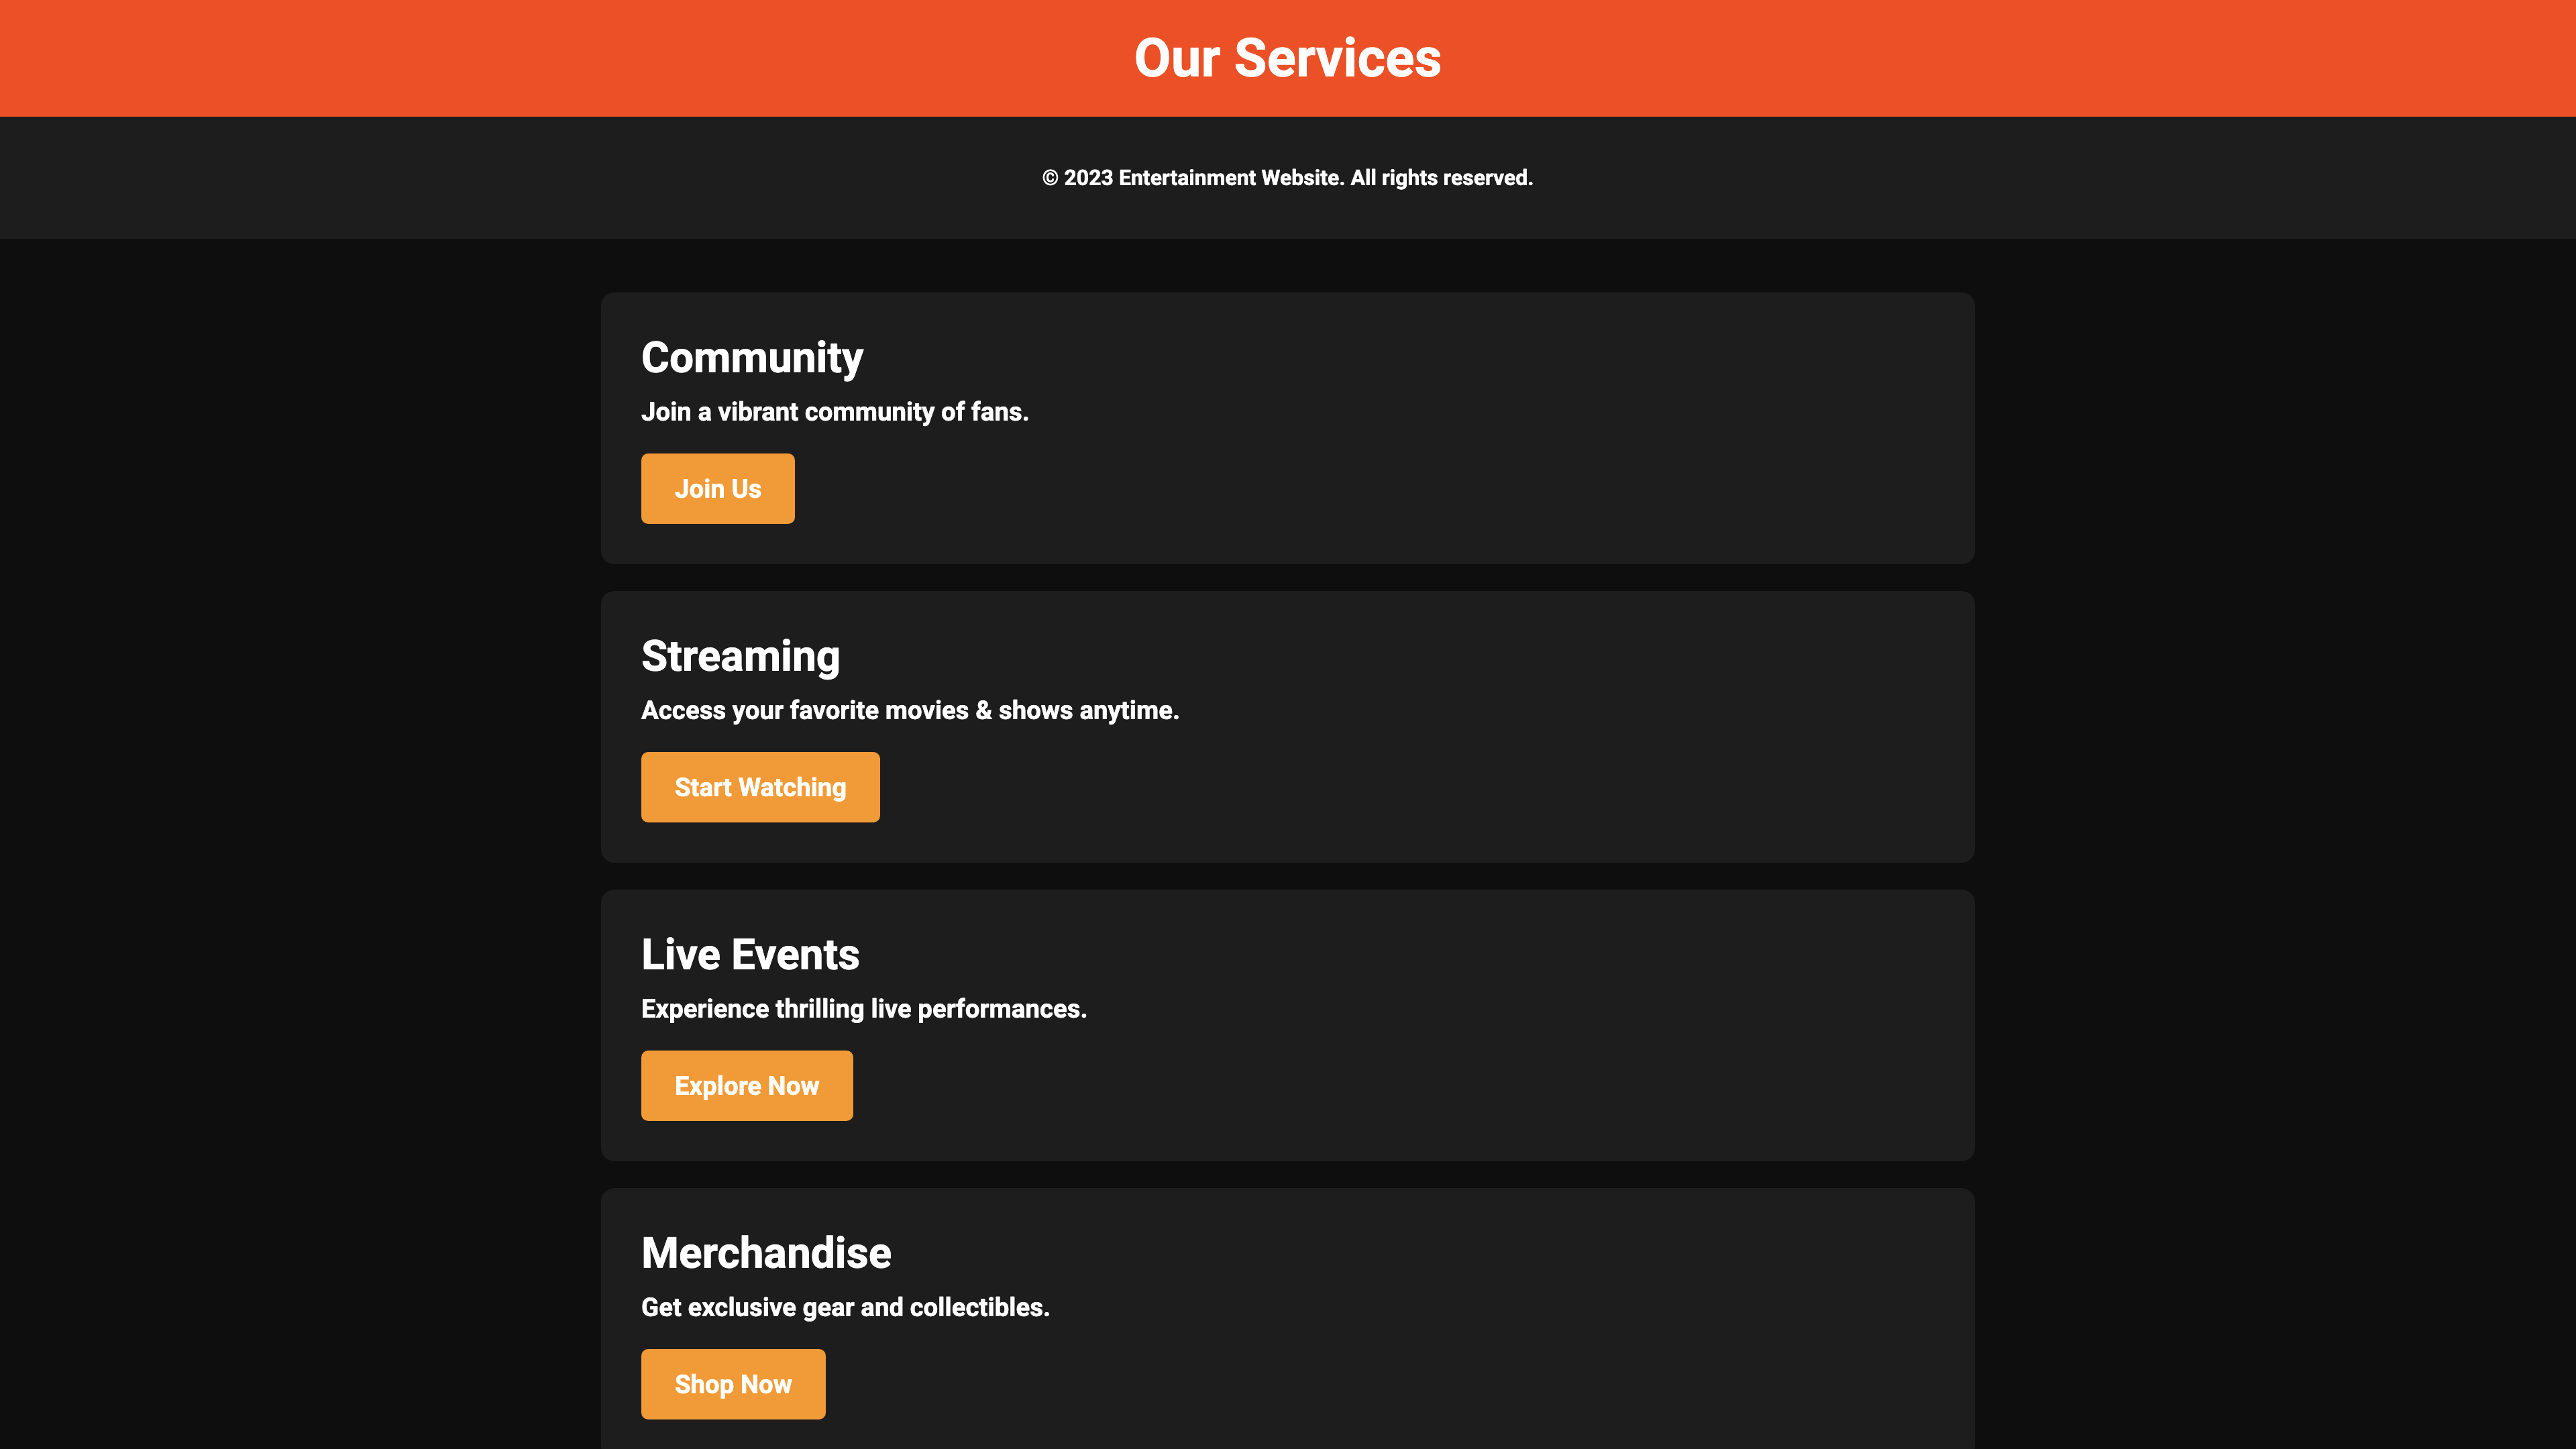 Our Services
© 2023 Entertainment Website. All rights reserved.
Community
Join a vibrant community of fans.
Join Us
Streaming
Access your favorite movies & shows anytime.
Start Watching
Live Events
Experience thrilling live performances.
Explore Now
Merchandise
Get exclusive gear and collectibles.
Shop Now